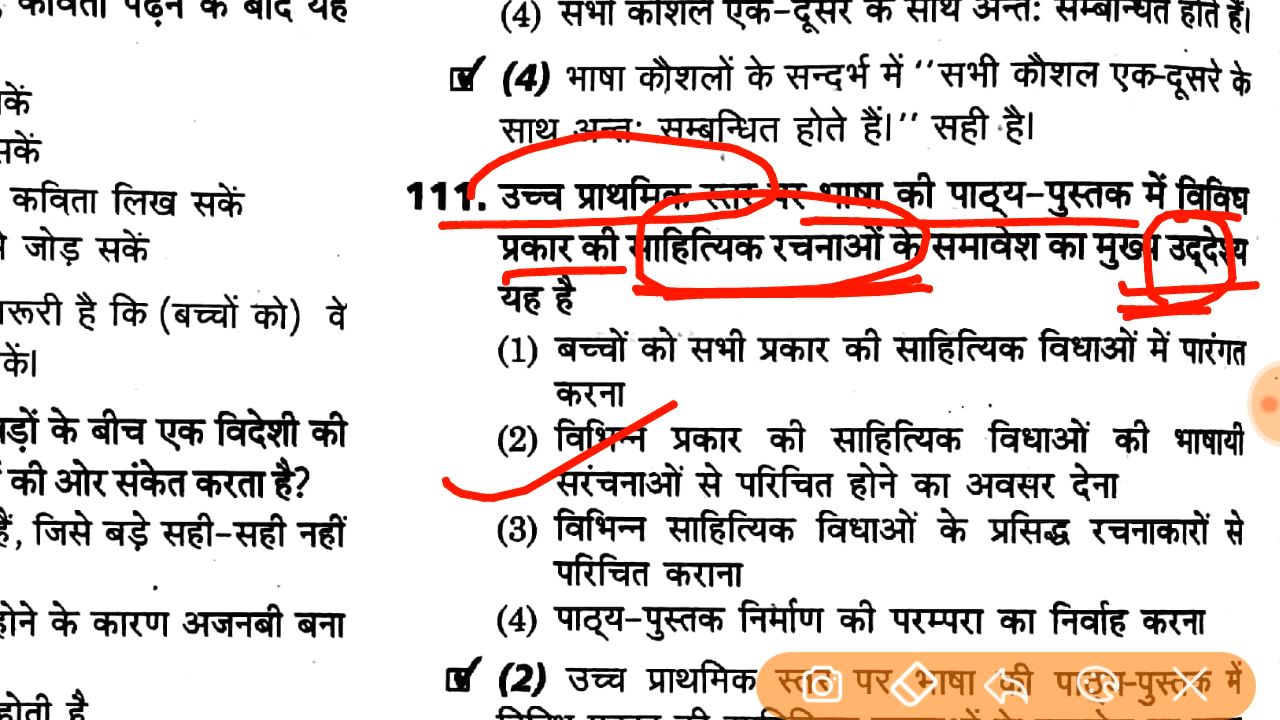 कविता पढ़ने के बाद यह
कें
सकें
कविता लिख सकें
जोड़ सकें
रूरी है कि (बच्चों को) वे
कें।
बड़ों के बीच एक विदेशी की
की ओर संकेत करता है?
हैं, जिसे बड़े सही-सही नहीं
होने के कारण अजनबी बना
होती है
(4) सभी कौशल एक-दूसरे के साथ अन्तः सम्बन्धित होते हैं।
(4) भाषा कौशलों के सन्दर्भ में ''सभी कौशल एक-दूसरे के
साथ अन्तः सम्बन्धित होते हैं।'' सही है।
111. उच्च प्राथमिक स्तर पर भाषा की पाठ्य-पुस्तक में विविध
प्रकार की साहित्यिक रचनाओं के समावेश का मुख्य उद्देश्य
यह है
(1) बच्चों को सभी प्रकार की साहित्यिक विधाओं में पारंगत
करना
(2) विभिन्न प्रकार की साहित्यिक विधाओं की भाषायी
सरंचनाओं से परिचित होने का अवसर देना
(3) विभिन्न साहित्यिक विधाओं के प्रसिद्ध रचनाकारों से
परिचित कराना
(4) पाठ्य-पुस्तक निर्माण की परम्परा का निर्वाह करना
(2) उच्च प्राथमिक स्तर पर भाषा की पाठ्य-पुस्तक में